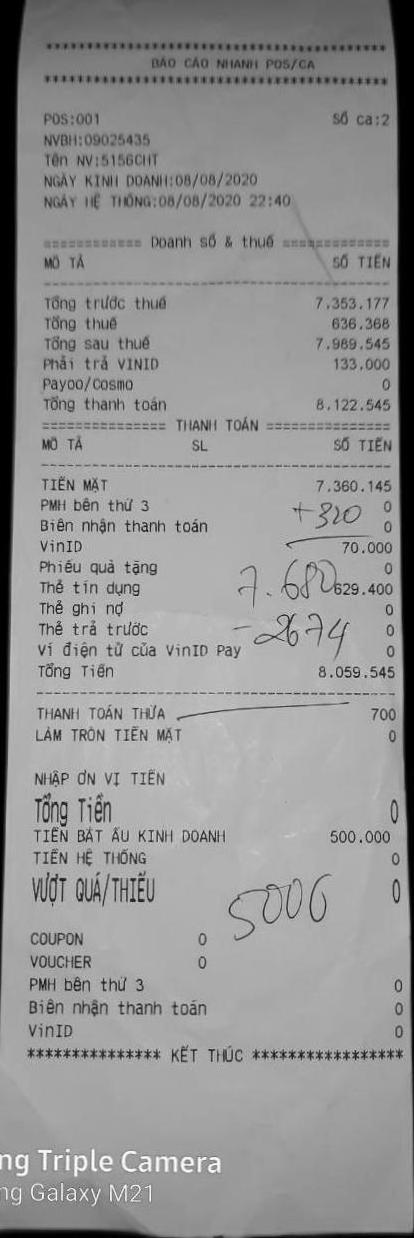 ********************************
BÁO CÁO NHANH POS/CA
********************************
POS:001 Số ca:2
NVBH:09025435
Tên NV:5156CHT
NGÀY KINH DOANH:08/08/2020
NGÀY HỆ THỐNG:08/08/2020 22:40
============ Doanh số & thuế =============
MÔ TẢ SỐ TIỀN
Tổng trước thuế 7.353.177
Tổng thuế 636.368
Tổng sau thuế 7.989.545
Phải trả VINID 133.000
Payoo/Cosmo 0
Tổng thanh toán 8.122.545
=============== THANH TOÁN ===============
MÔ TẢ SL SỐ TIỀN
TIỀN MẶT 7.360.145
PMH bên thứ 3 +320 0
Biên nhận thanh toán 0
VinID 70.000
Phiếu quà tặng 7.680 0
Thẻ tín dụng 629.400
Thẻ ghi nợ 0
Thẻ trả trước -2674 0
Ví điện tử của VinID Pay 0
Tổng Tiền 8.059.545
THANH TOÁN THỪA 700
LÀM TRÒN TIỀN MẶT 0
NHẬP ƠN VỊ TIỀN
Tổng Tiền 0
TIỀN BẮT ẦU KINH DOANH 500.000
TIỀN HỆ THỐNG 0
VƯỢT QUÁ/THIẾU 0
5006
COUPON 0
VOUCHER 0
PMH bên thứ 3 0
Biên nhận thanh toán 0
VinID 0
*************** KẾT THÚC *****************
ng Triple Camera
ng Galaxy M21